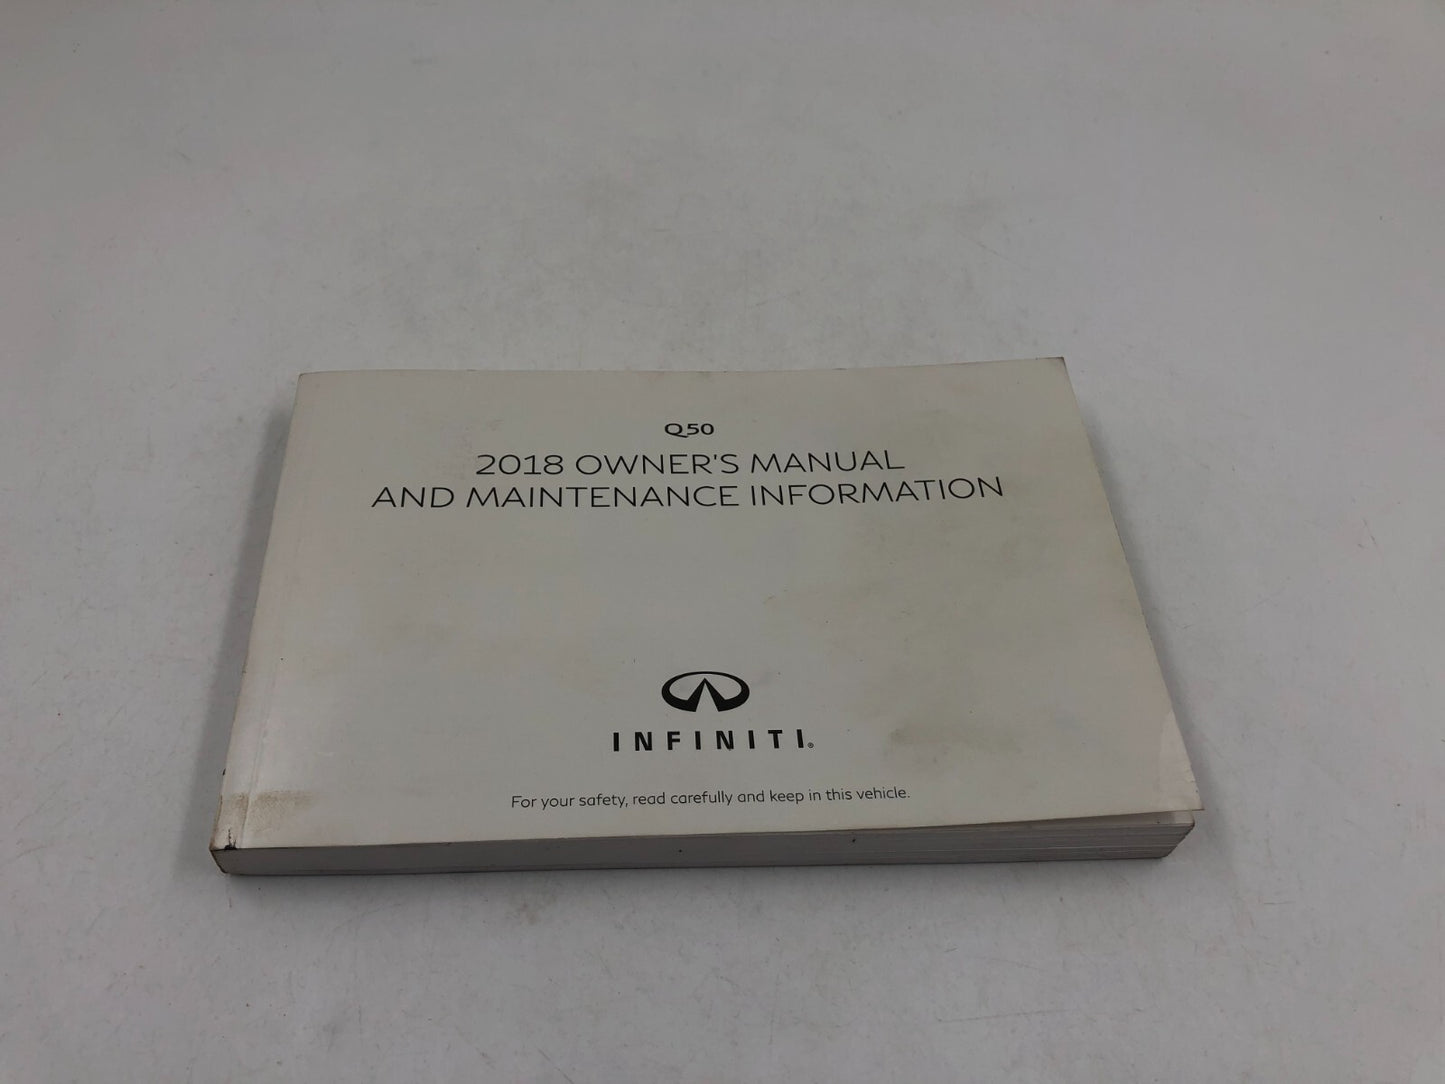 Q50
2018 OWNER'S MANUAL
AND MAINTENANCE INFORMATION
INFINITI®
For your safety, read carefully and keep in this vehicle.